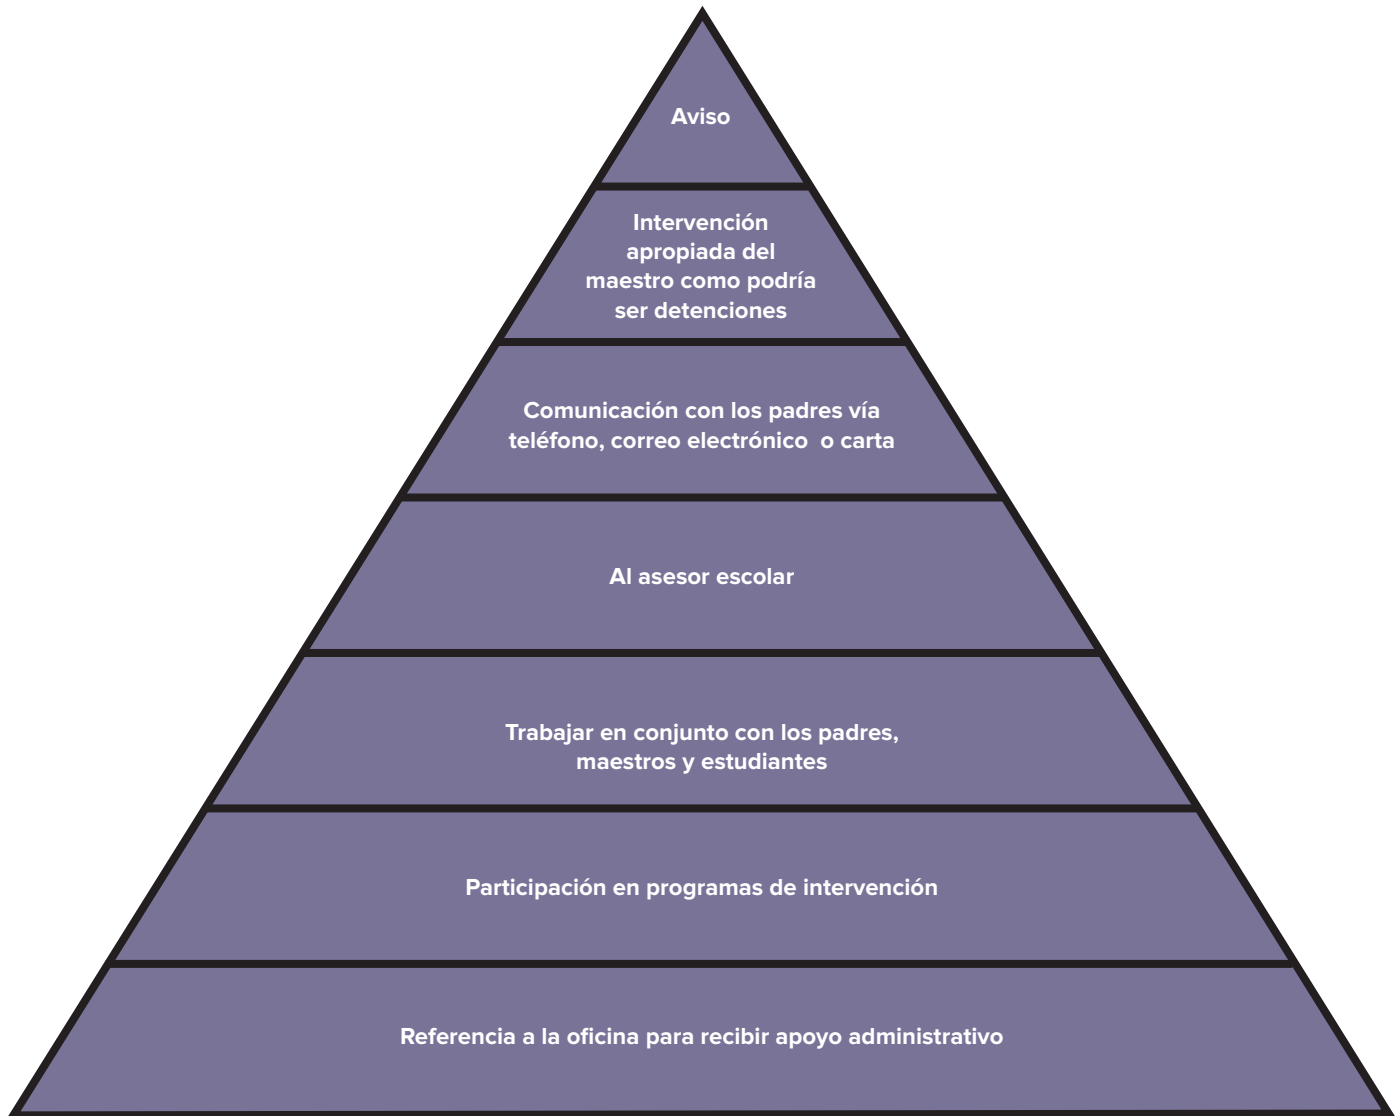 Aviso
Intervención
apropiada del
maestro como podría
ser detenciones
Comunicación con los padres vía
teléfono, correo electrónico  o carta
Al asesor escolar
Trabajar en conjunto con los padres,
maestros y estudiantes
Participación en programas de intervención
Referencia a la oficina para recibir apoyo administrativo